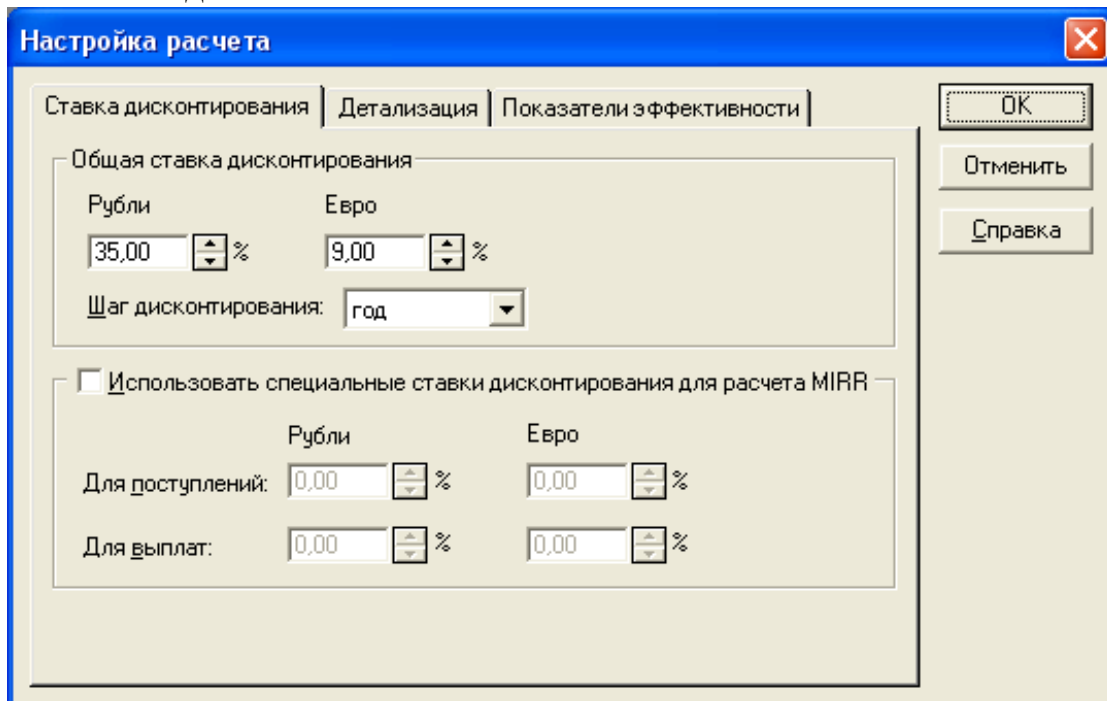 Настройка расчета
Ставка дисконтирования Детализация Показатели эффективности
OK
Отменить
Справка
Общая ставка дисконтирования
Рубли Евро
35,00 % 9,00 %
Шаг дисконтирования: год
Использовать специальные ставки дисконтирования для расчета MIRR
Рубли Евро
Для поступлений: 0,00 % 0,00 %
Для выплат: 0,00 % 0,00 %